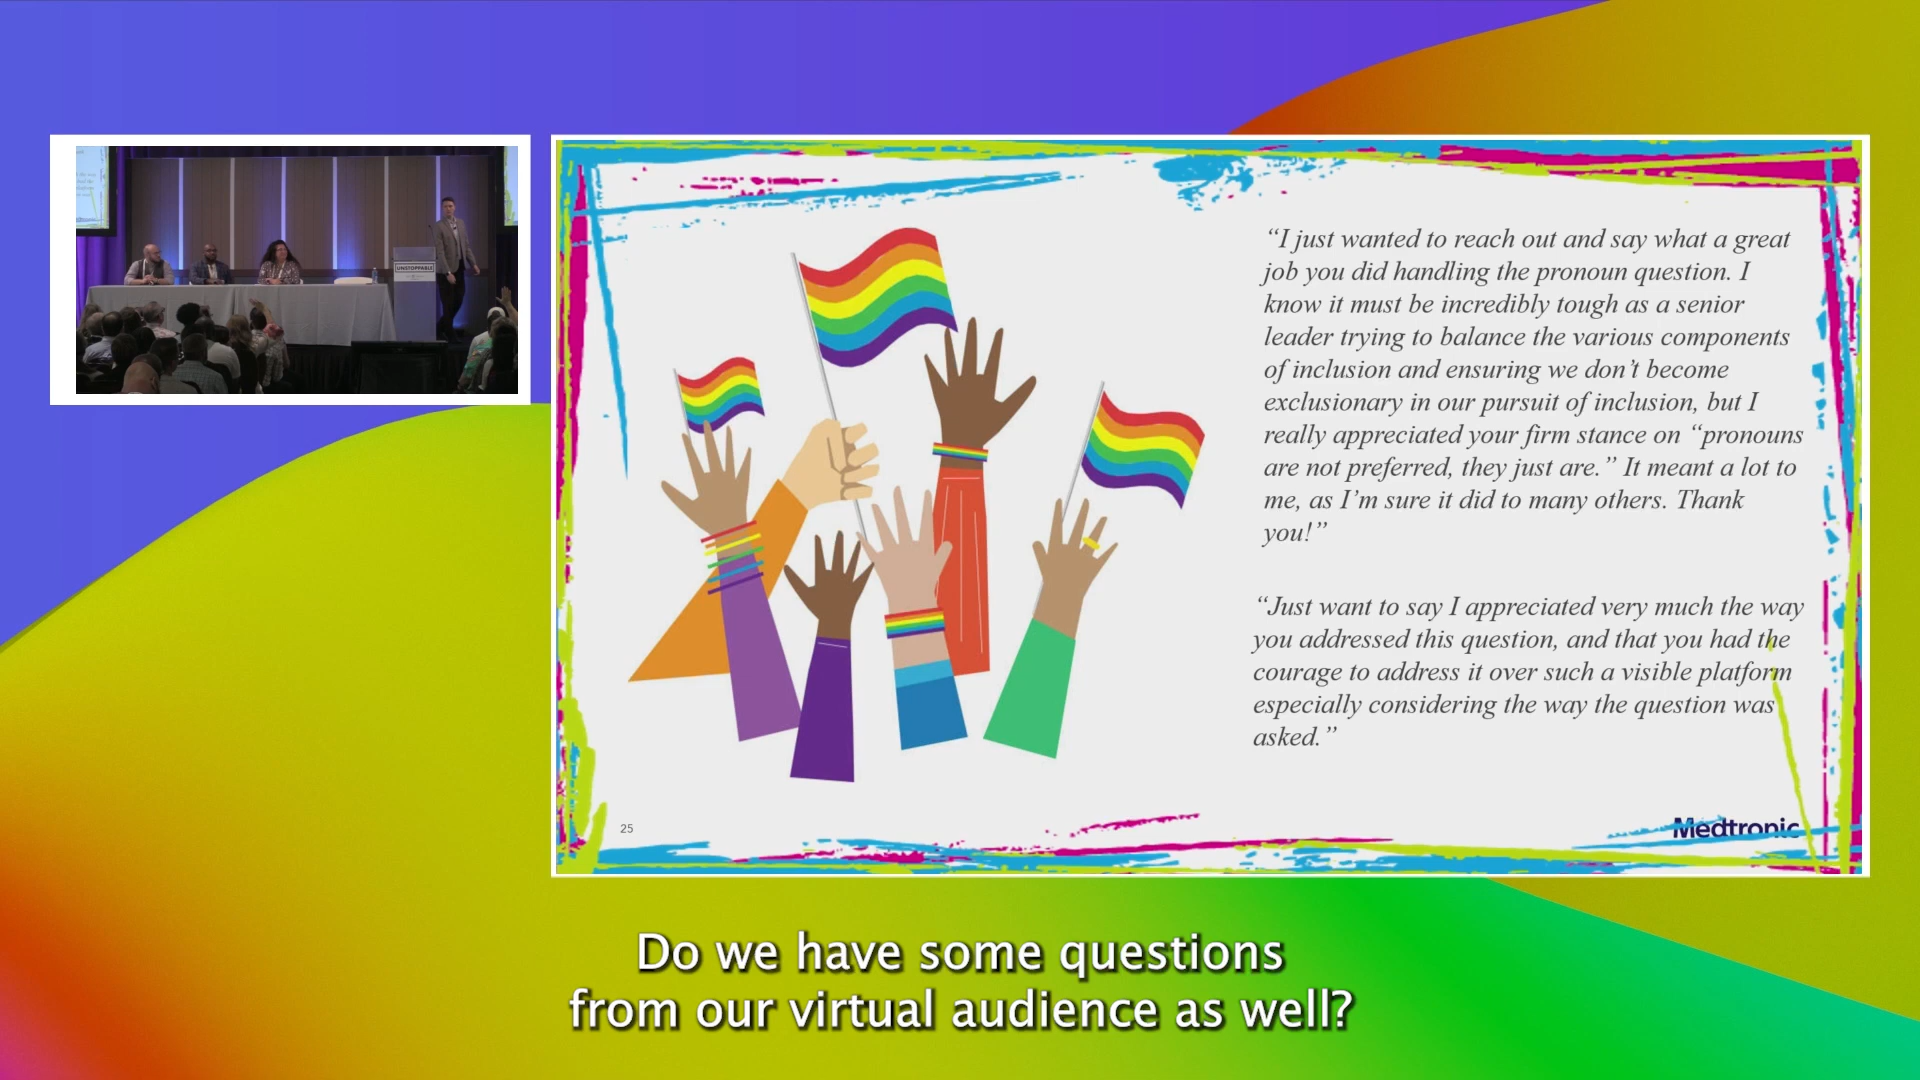 UNSTOPPABLE
“I just wanted to reach out and say what a great
job you did handling the pronoun question. I
know it must be incredibly tough as a senior
leader trying to balance the various components
of inclusion and ensuring we don’t become
exclusionary in our pursuit of inclusion, but I
really appreciated your firm stance on “pronouns
are not preferred, they just are.” It meant a lot to
me, as I’m sure it did to many others. Thank
you!”
“Just want to say I appreciated very much the way
you addressed this question, and that you had the
courage to address it over such a visible platform
especially considering the way the question was
asked.”
25
Medtronic
Do we have some questions
from our virtual audience as well?